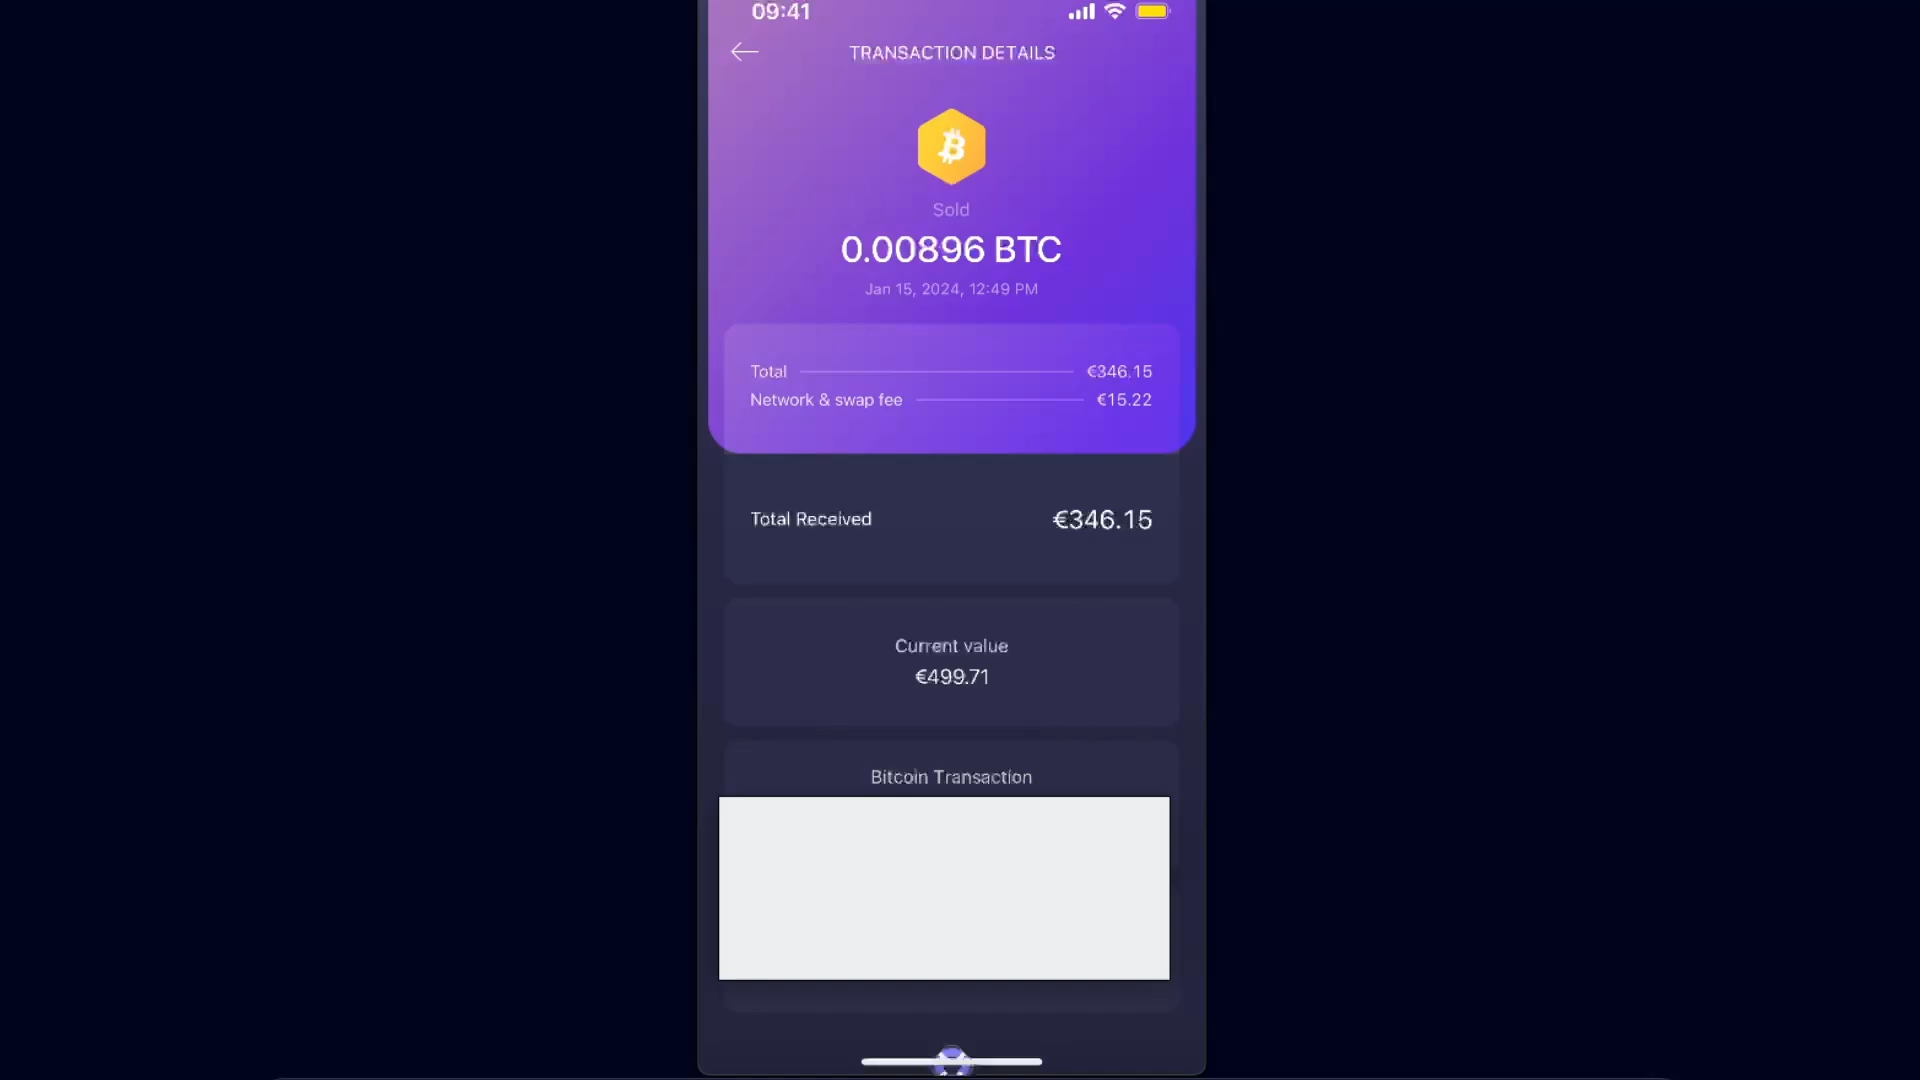 09:41
TRANSACTION DETAILS
Sold
0.00896 BTC
Jan 15, 2024, 12:49 PM
Total €346.15
Network & swap fee €15.22
Total Received €346.15
Current value
€499.71
Bitcoin Transaction